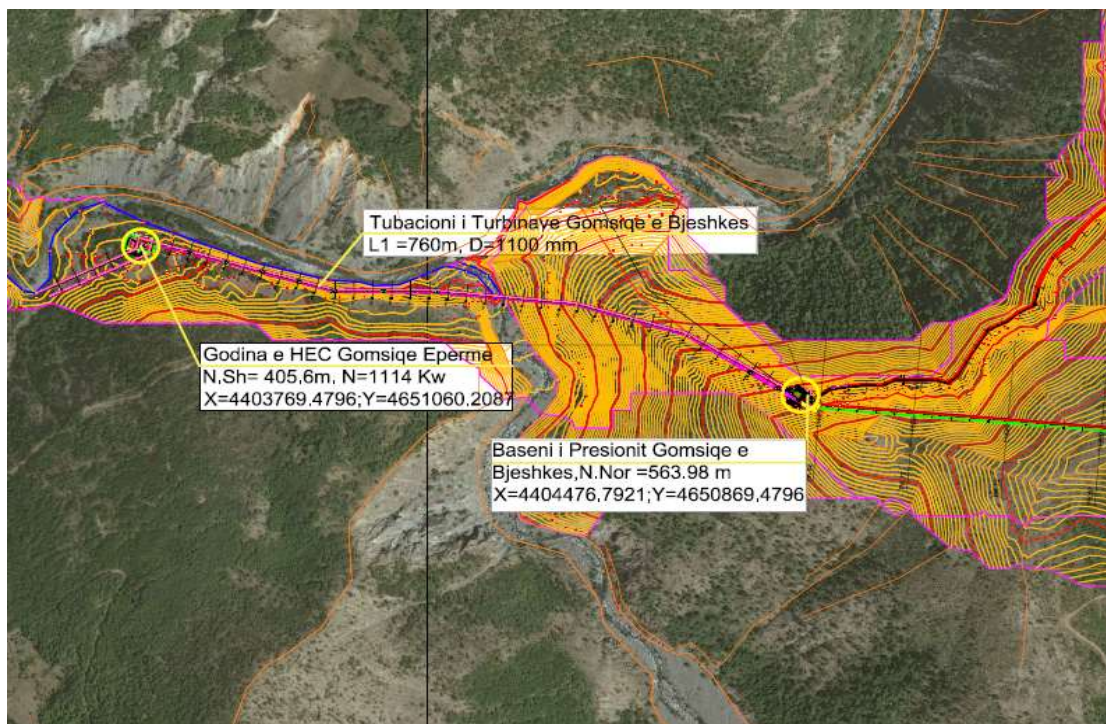 Tubacioni i Turbinave Gomsiqe e Bjeshkes
L1 =760m, D=1100 mm
Godina e HEC Gomsiqe Eperme
N,Sh= 405,6m, N=1114 Kw
X=4403769,4796;Y=4651060,2087
Baseni i Presionit Gomsiqe e
Bjeshkes,N.Nor =563.98 m
X=4404476,7921;Y=4650869,4796